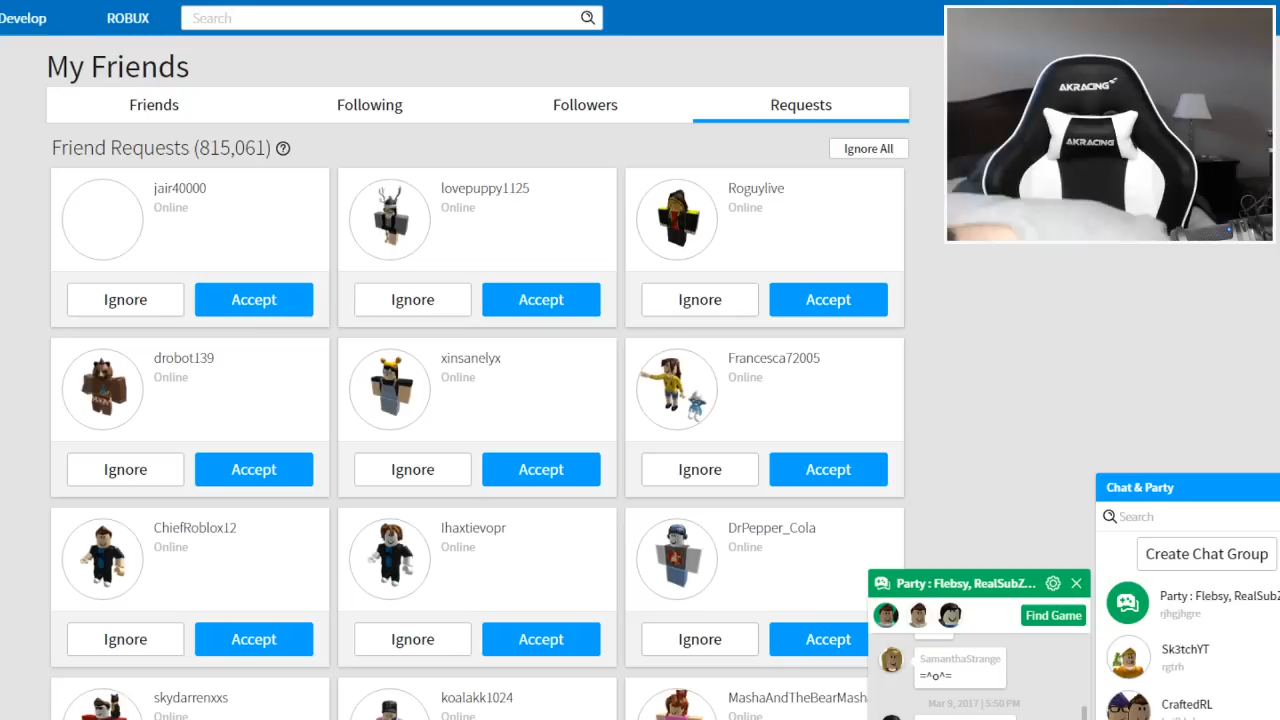 Develop
ROBUX
Search
My Friends
Friends
Following
Followers
Requests
Friend Requests (815,061)
Ignore All
jair40000
Online
Ignore
Accept
lovepuppy1125
Online
Ignore
Accept
Roguylive
Online
Ignore
Accept
drobot139
Online
Ignore
Accept
xinsanelyx
Online
Ignore
Accept
Francesca72005
Online
Ignore
Accept
ChiefRoblox12
Online
Ignore
Accept
lhaxtievopr
Online
Ignore
Accept
DrPepper_Cola
Online
Ignore
Accept
skydarrenxxs
Online
koalakk1024
Online
MashaAndTheBearMash
Online
AKRACING
AKRACING
Party : Flebsy, RealSubZ...
Find Game
SamanthaStrange
=^o^=
Mar 9, 2017 | 5:50 PM
Chat & Party
Search
Create Chat Group
Party : Flebsy, RealSubZ
rjhgjhgre
Sk3tchYT
rgtrh
CraftedRL